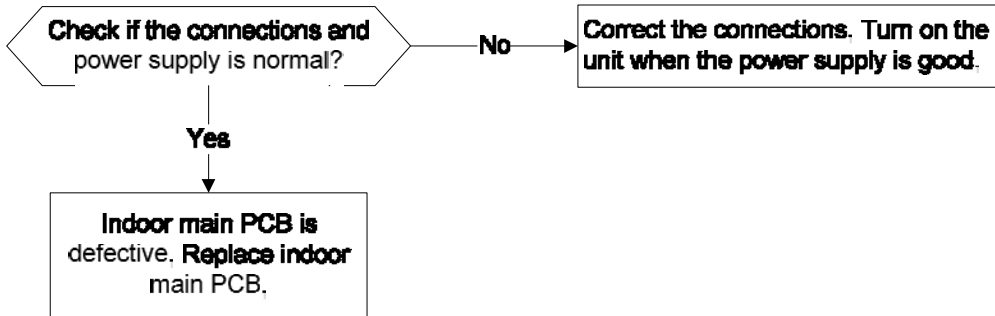 Check if the connections and
power supply is normal?
No
Correct the connections. Turn on the
unit when the power supply is good.
Yes
Indoor main PCB is
defective. Replace indoor
main PCB.